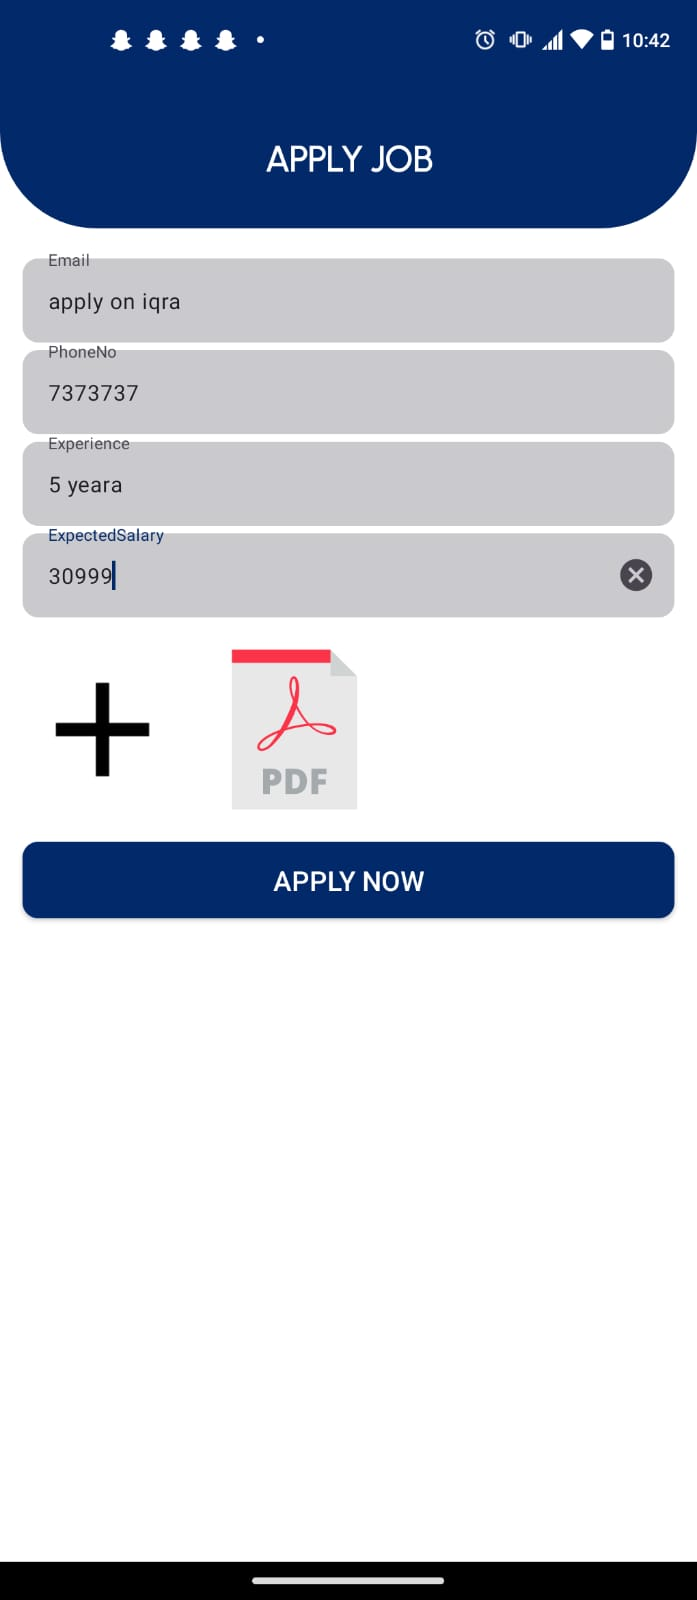 10:42
APPLY JOB
Email
apply on iqra
PhoneNo
7373737
Experience
5 yeara
ExpectedSalary
30999
PDF
APPLY NOW